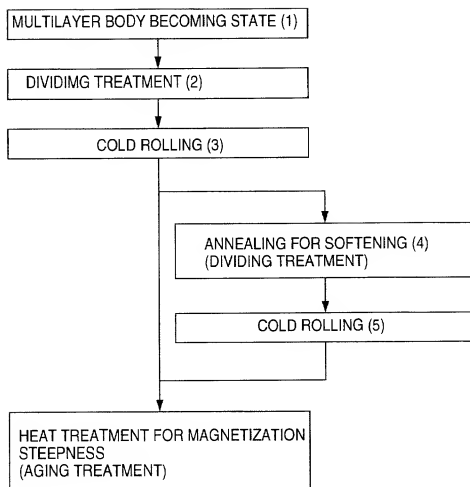 MULTILAYER BODY BECOMING STATE (1)
DIVIDIMG TREATMENT (2)
COLD ROLLING (3)
ANNEALING FOR SOFTENING (4)
(DIVIDING TREATMENT)
COLD ROLLING (5)
HEAT TREATMENT FOR MAGNETIZATION
STEEPNESS
(AGING TREATMENT)